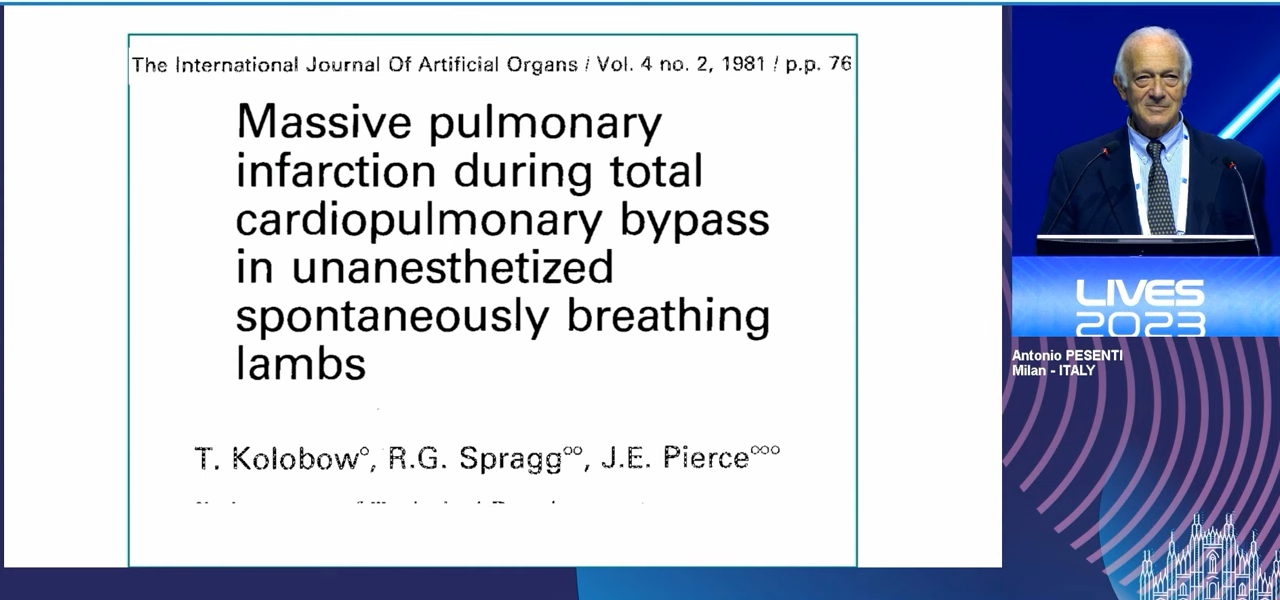 The International Journal Of Artificial Organs / Vol. 4 no. 2, 1981 / p.p. 76
Massive pulmonary
infarction during total
cardiopulmonary bypass
in unanesthetized
spontaneously breathing
lambs
T. Kolobow°, R.G. Spragg°°, J.E. Pierce°°°
LIVES
2023
Antonio PESENTI
Milan - ITALY